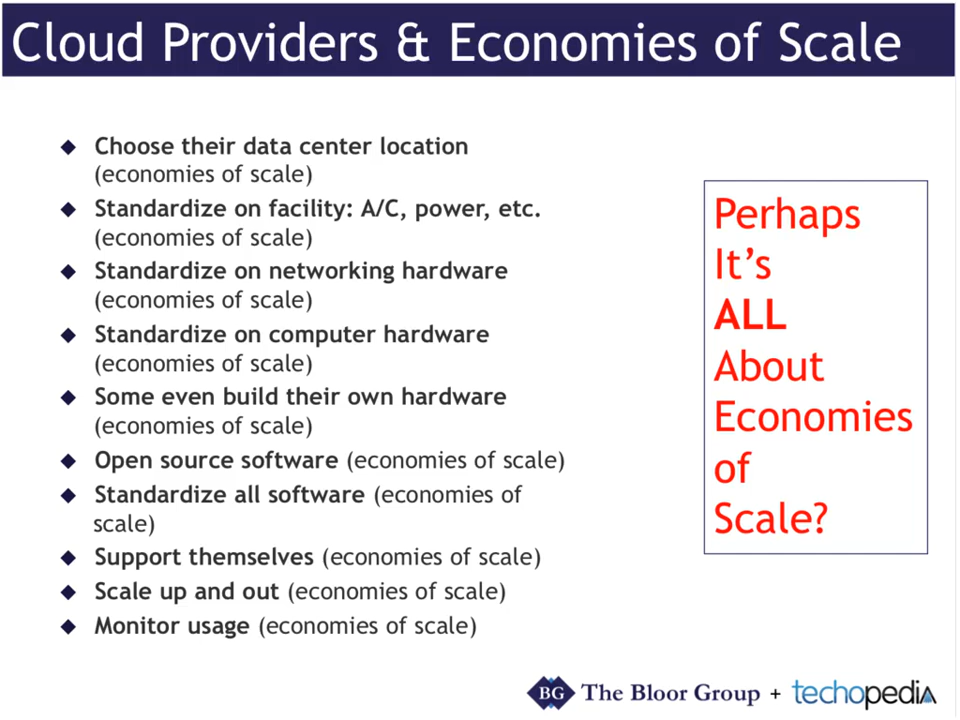 Cloud Providers & Economies of Scale
◆ Choose their data center location
(economies of scale)
◆ Standardize on facility: A/C, power, etc.
(economies of scale)
◆ Standardize on networking hardware
(economies of scale)
◆ Standardize on computer hardware
(economies of scale)
◆ Some even build their own hardware
(economies of scale)
◆ Open source software (economies of scale)
◆ Standardize all software (economies of
scale)
◆ Support themselves (economies of scale)
◆ Scale up and out (economies of scale)
◆ Monitor usage (economies of scale)
Perhaps
It’s
ALL
About
Economies
of
Scale?
BG The Bloor Group + techopedia